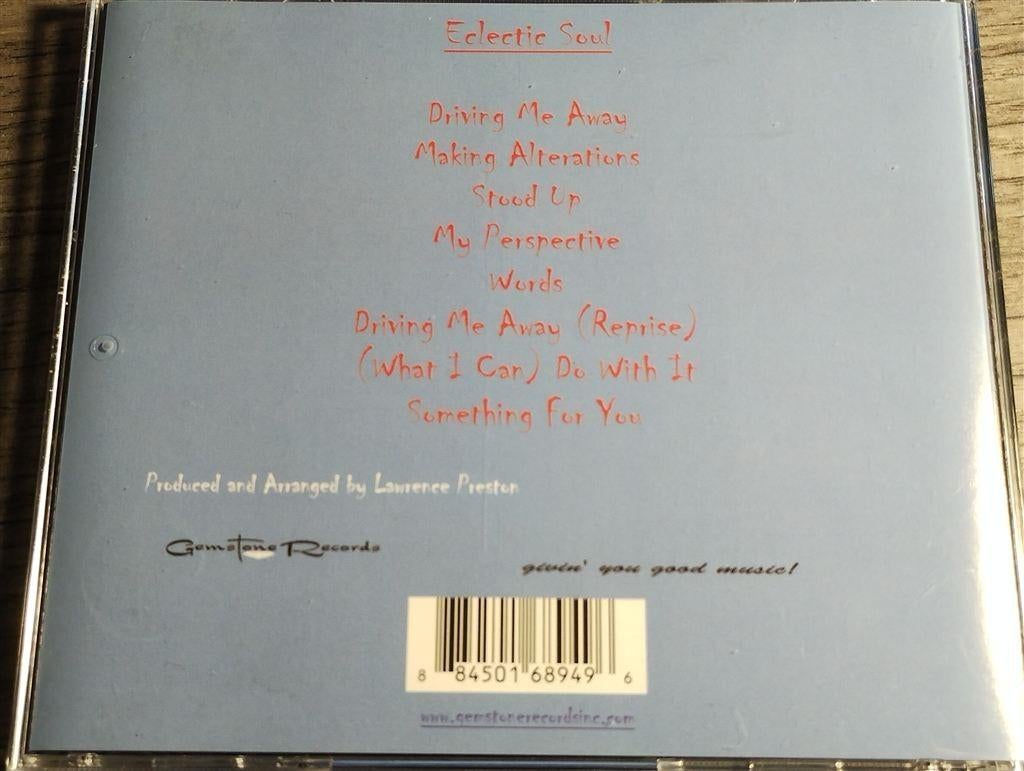 Eclectic Soul
Driving Me Away
Making Alterations
Stood Up
My Perspective
Words
Driving Me Away (Reprise)
(What I Can) Do With It
Something For You
Produced and Arranged by Lawrence Preston
Gemstone Records
givin' you good music!
8 84501 68949 6
www.gemstonerecordsinc.com